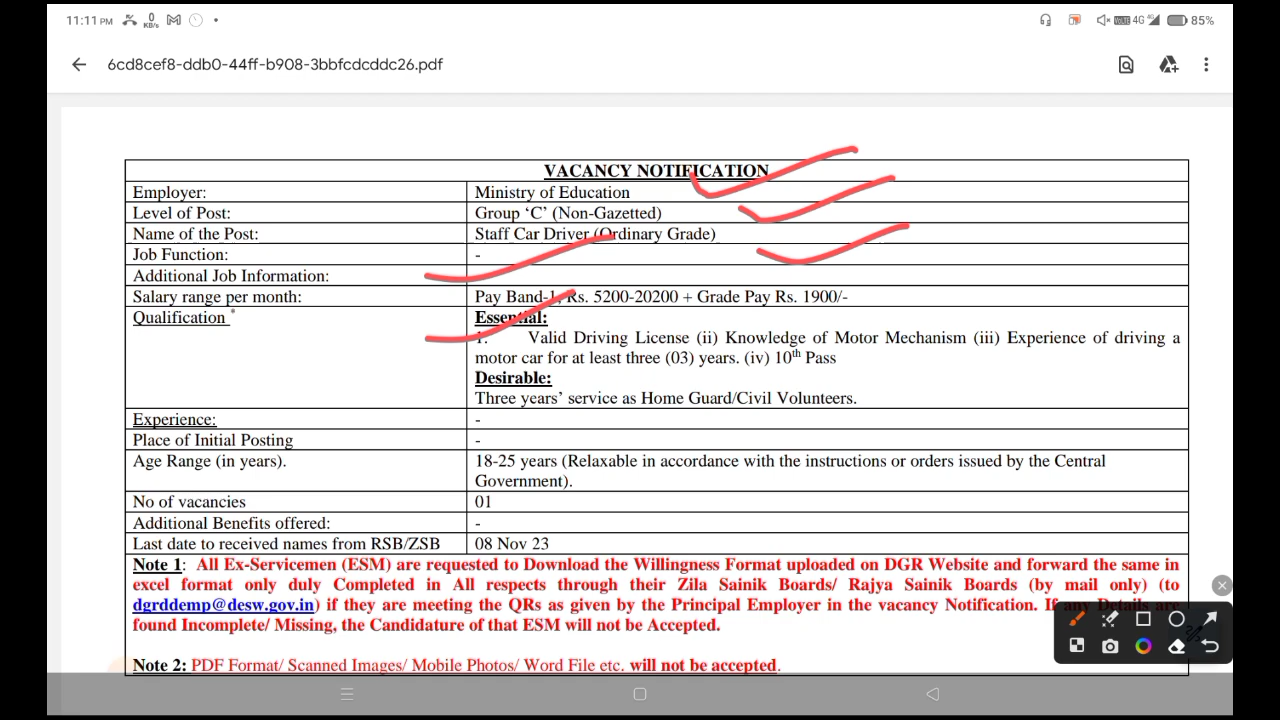 11:11 PM 0 KB/s 4G 4G 85%
6cd8cef8-ddb0-44ff-b908-3bbfcdcddc26.pdf
VACANCY NOTIFICATION
Employer: Ministry of Education
Level of Post: Group ‘C’ (Non-Gazetted)
Name of the Post: Staff Car Driver (Ordinary Grade)
Job Function: -
Additional Job Information:
Salary range per month: Pay Band-1, Rs. 5200-20200 + Grade Pay Rs. 1900/-
Qualification Essential:
1. Valid Driving License (ii) Knowledge of Motor Mechanism (iii) Experience of driving a
motor car for at least three (03) years. (iv) 10th Pass
Desirable:
Three years’ service as Home Guard/Civil Volunteers.
Experience: -
Place of Initial Posting -
Age Range (in years). 18-25 years (Relaxable in accordance with the instructions or orders issued by the Central
Government).
No of vacancies 01
Additional Benefits offered: -
Last date to received names from RSB/ZSB 08 Nov 23
Note 1: All Ex-Servicemen (ESM) are requested to Download the Willingness Format uploaded on DGR Website and forward the same in
excel format only duly Completed in All respects through their Zila Sainik Boards/ Rajya Sainik Boards (by mail only) (to
dgrddemp@desw.gov.in) if they are meeting the QRs as given by the Principal Employer in the vacancy Notification. If any Details are
found Incomplete/ Missing, the Candidature of that ESM will not be Accepted.
Note 2: PDF Format/ Scanned Images/ Mobile Photos/ Word File etc. will not be accepted.